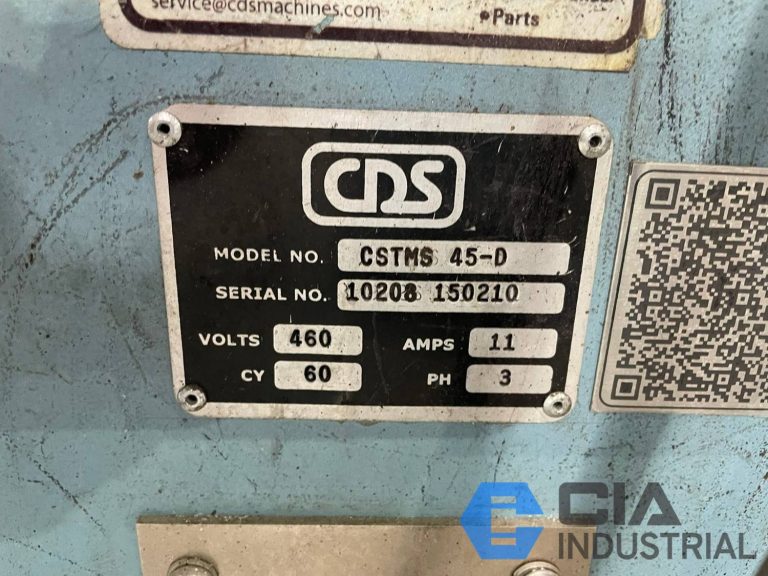 service@cdsmachines.com
•Parts
CDS
MODEL NO. CSTMS 45-D
SERIAL NO. 10208 150210
VOLTS 460 AMPS 11
CY 60 PH 3
CIA
INDUSTRIAL